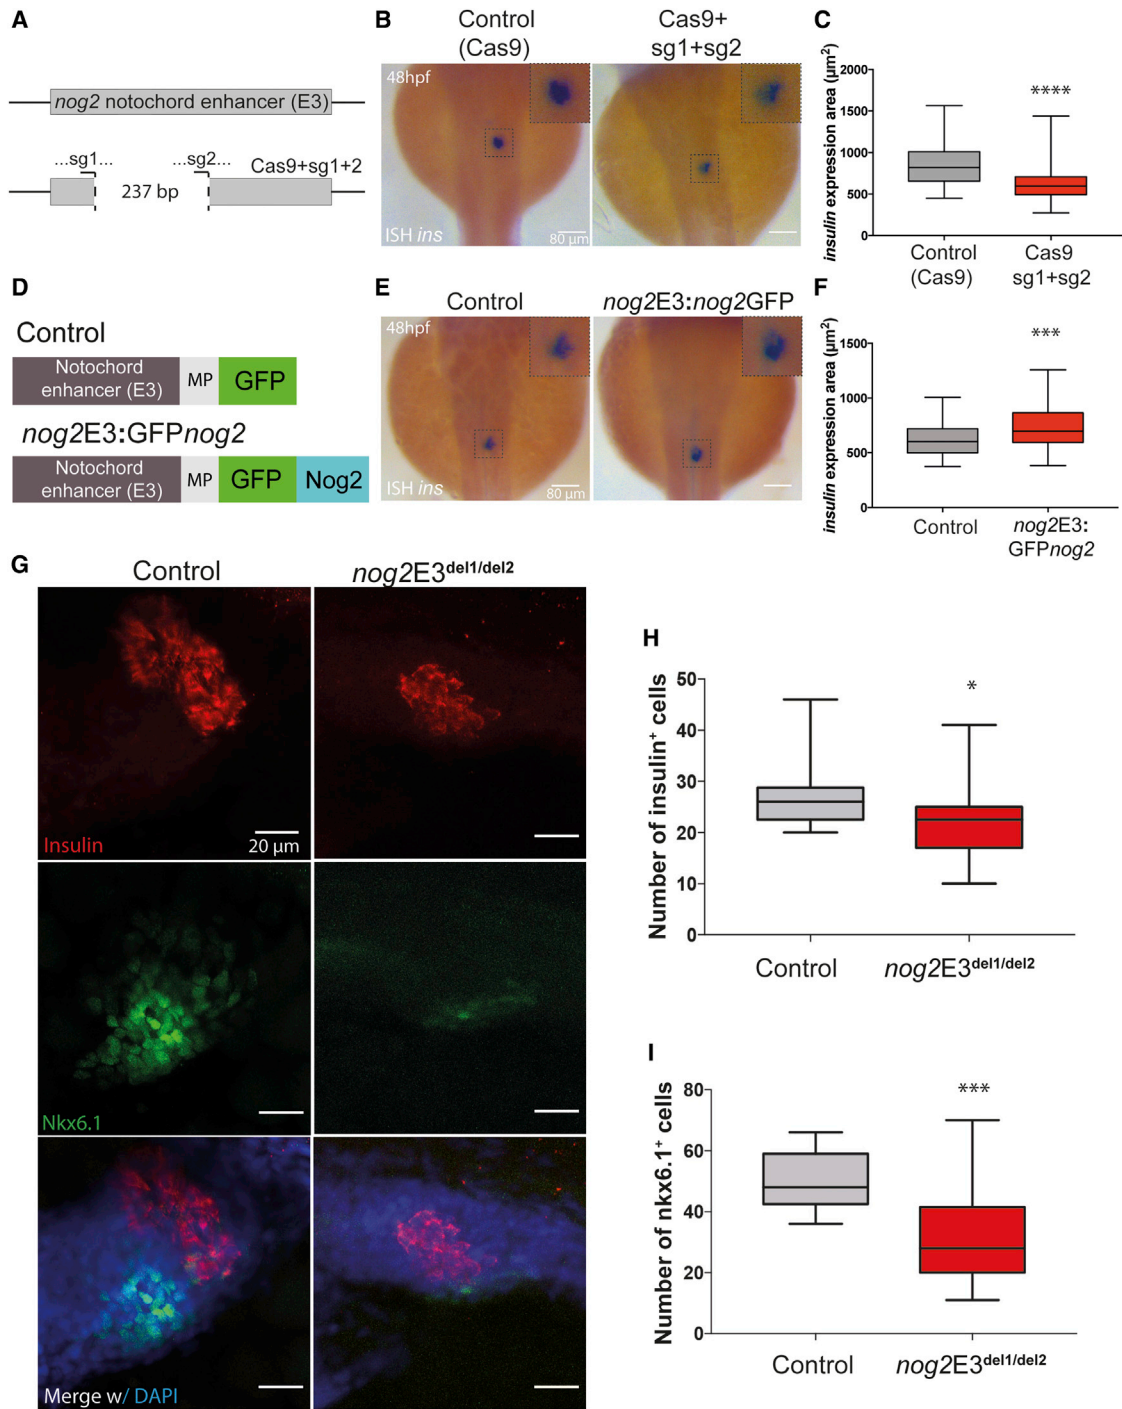 A
nog2 notochord enhancer (E3)
...sg1... ...sg2... Cas9+sg1+2
237 bp
B
Control (Cas9)
Cas9+ sg1+sg2
48hpf
ISH ins
80 µm
C
insulin expression area (µm²)
2000
1500
1000
500
0
****
Control (Cas9)
Cas9 sg1+sg2
D
Control
Notochord enhancer (E3) MP GFP
nog2E3:GFPnog2
Notochord enhancer (E3) MP GFP Nog2
E
Control
nog2E3:nog2GFP
48hpf
ISH ins
80 µm
F
insulin expression area (µm²)
1500
1000
500
0
***
Control
nog2E3: GFPnog2
G
Control
nog2E3del1/del2
Insulin
20 µm
Nkx6.1
Merge w/ DAPI
H
Number of insulin⁺ cells
50
40
30
20
10
0
*
Control
nog2E3del1/del2
I
Number of nkx6.1⁺ cells
80
60
40
20
0
***
Control
nog2E3del1/del2